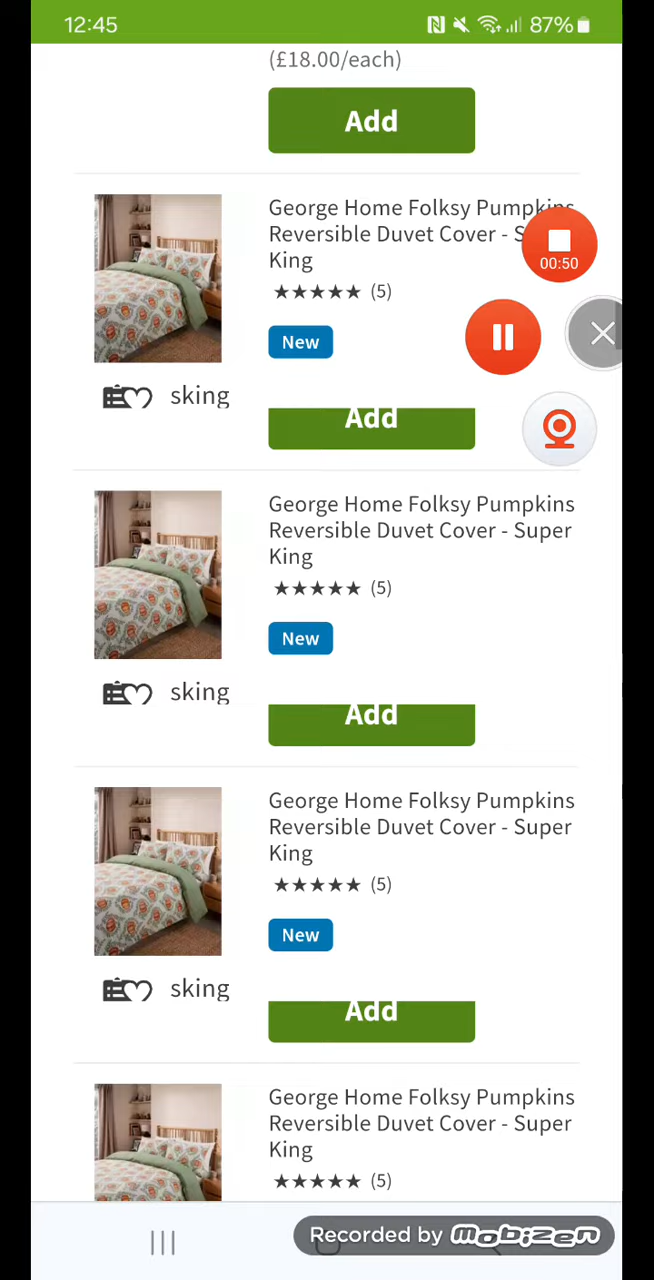 12:45
87%
(£18.00/each)
Add
George Home Folksy Pumpkins
Reversible Duvet Cover - S
King
★★★★★ (5)
00:50
New
sking
Add
George Home Folksy Pumpkins
Reversible Duvet Cover - Super
King
★★★★★ (5)
New
sking
Add
George Home Folksy Pumpkins
Reversible Duvet Cover - Super
King
★★★★★ (5)
New
sking
Add
George Home Folksy Pumpkins
Reversible Duvet Cover - Super
King
★★★★★ (5)
Recorded by mobizen